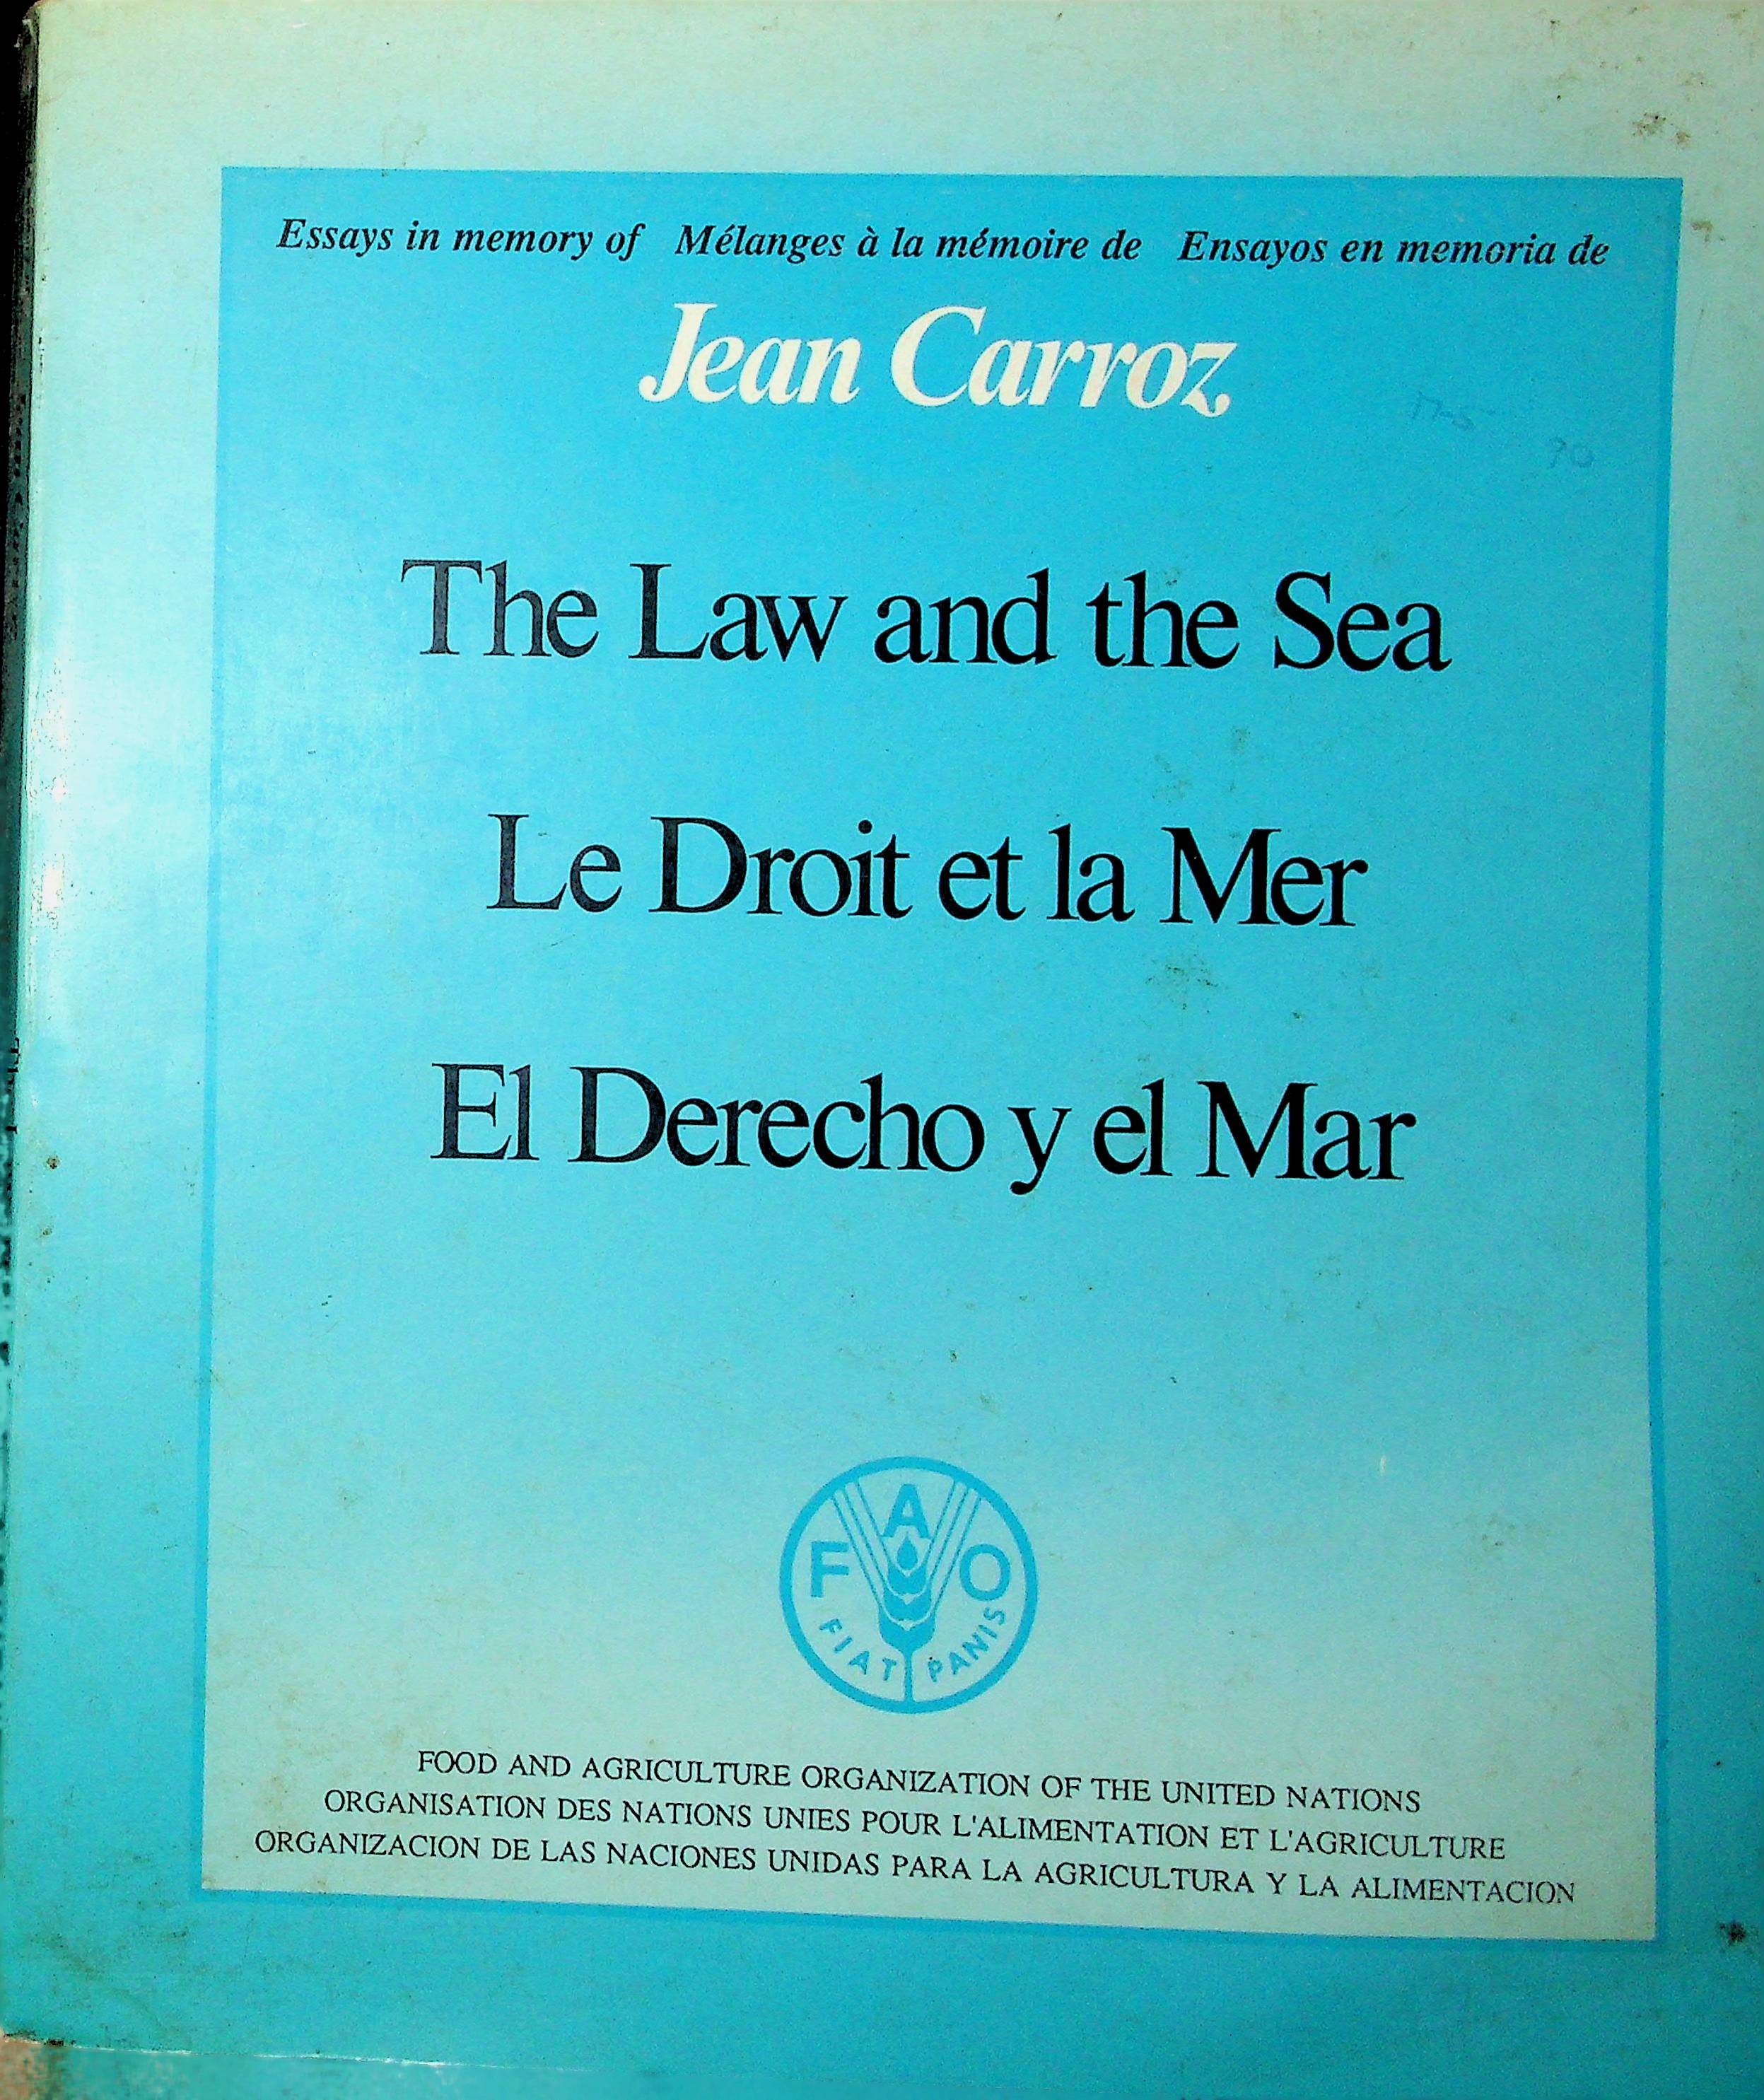 Essays in memory of Mélanges à la mémoire de Ensayos en memoria de
Jean Carroz
The Law and the Sea
Le Droit et la Mer
El Derecho y el Mar
F A O
FIAT PANIS
FOOD AND AGRICULTURE ORGANIZATION OF THE UNITED NATIONS
ORGANISATION DES NATIONS UNIES POUR L'ALIMENTATION ET L'AGRICULTURE
ORGANIZACION DE LAS NACIONES UNIDAS PARA LA AGRICULTURA Y LA ALIMENTACION